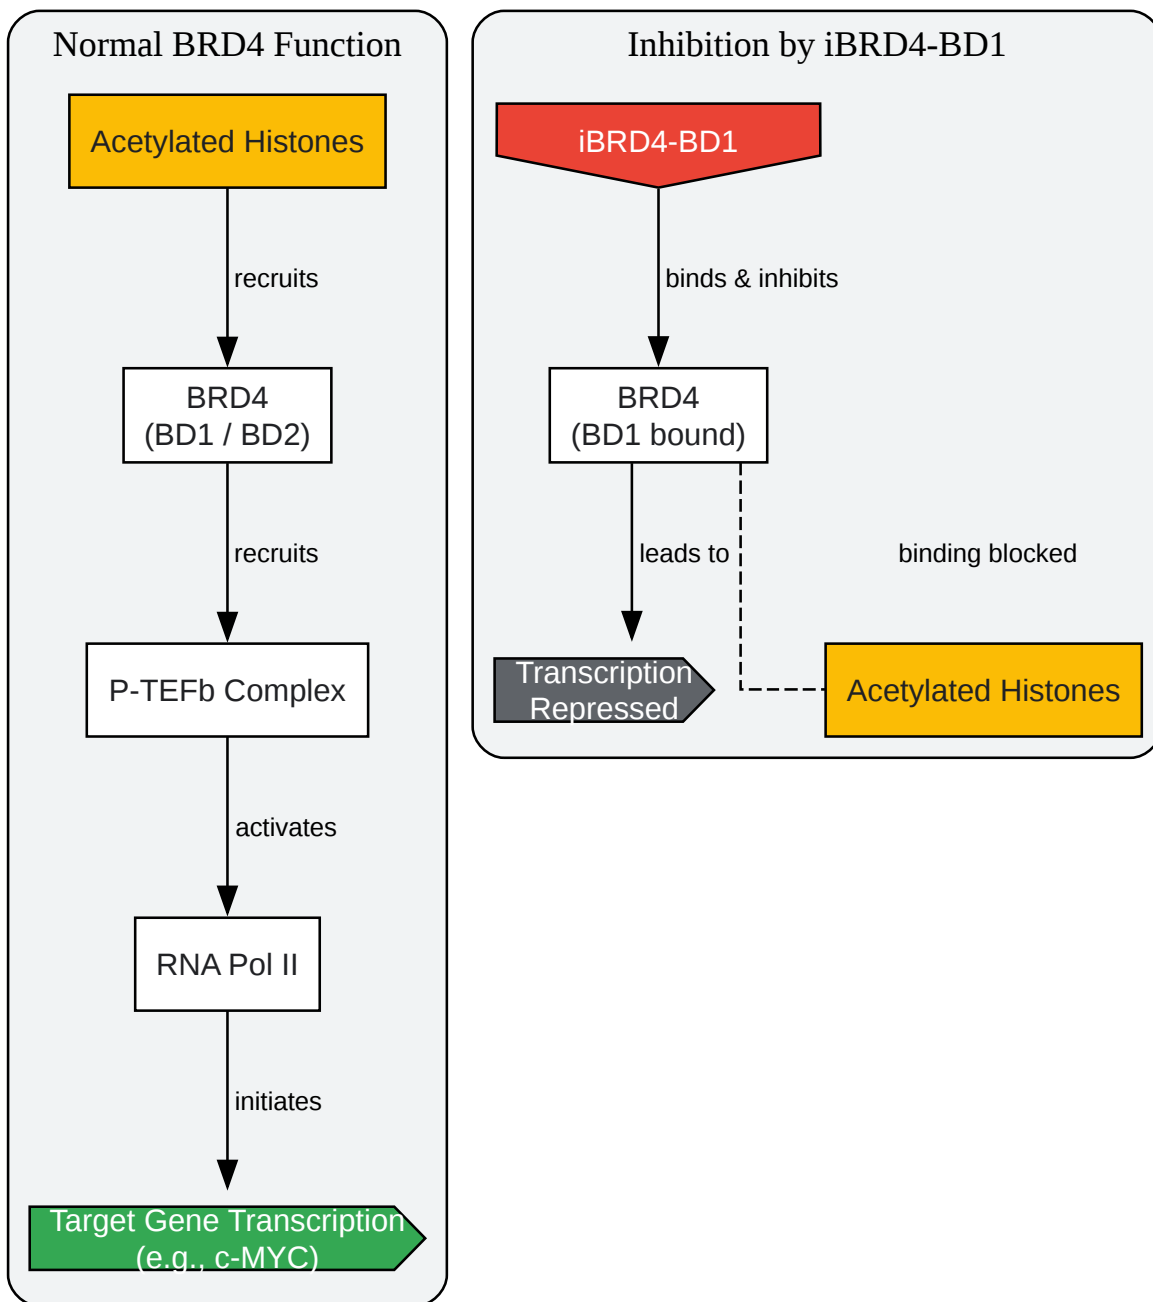 Normal BRD4 Function
Acetylated Histones
recruits
BRD4
(BD1 / BD2)
recruits
P-TEFb Complex
activates
RNA Pol II
initiates
Target Gene Transcription
(e.g., c-MYC)
Inhibition by iBRD4-BD1
iBRD4-BD1
binds & inhibits
BRD4
(BD1 bound)
leads to
binding blocked
Transcription
Repressed
Acetylated Histones